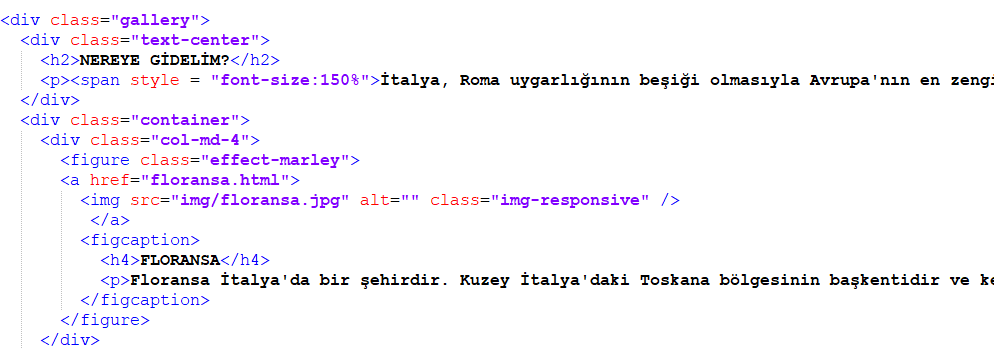 <div class="gallery">
<div class="text-center">
<h2>NEREYE GİDELİM?</h2>
<p><span style = "font-size:150%">İtalya, Roma uygarlığının beşiği olmasıyla Avrupa'nın en zengi
</div>
<div class="container">
<div class="col-md-4">
<figure class="effect-marley">
<a href="floransa.html">
<img src="img/floransa.jpg" alt="" class="img-responsive" />
</a>
<figcaption>
<h4>FLORANSA</h4>
<p>Floransa İtalya'da bir şehirdir. Kuzey İtalya'daki Toskana bölgesinin başkentidir ve ke
</figcaption>
</figure>
</div>